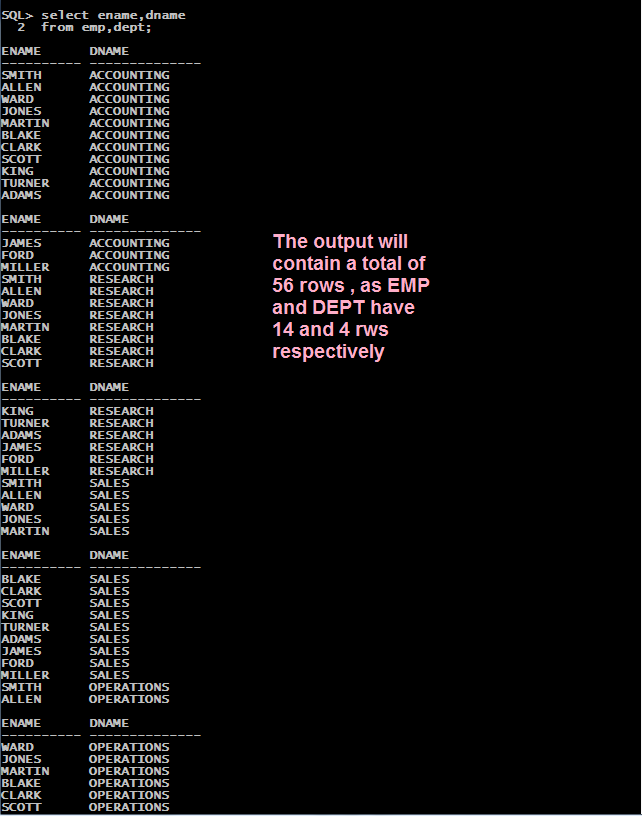 SQL> select ename,dname
  2  from emp,dept;
ENAME      DNAME
---------- --------------
SMITH      ACCOUNTING
ALLEN      ACCOUNTING
WARD       ACCOUNTING
JONES      ACCOUNTING
MARTIN     ACCOUNTING
BLAKE      ACCOUNTING
CLARK      ACCOUNTING
SCOTT      ACCOUNTING
KING       ACCOUNTING
TURNER     ACCOUNTING
ADAMS      ACCOUNTING
ENAME      DNAME
---------- --------------
JAMES      ACCOUNTING
FORD       ACCOUNTING
MILLER     ACCOUNTING
SMITH      RESEARCH
ALLEN      RESEARCH
WARD       RESEARCH
JONES      RESEARCH
MARTIN     RESEARCH
BLAKE      RESEARCH
CLARK      RESEARCH
SCOTT      RESEARCH
The output will
contain a total of
56 rows , as EMP
and DEPT have
14 and 4 rws
respectively
ENAME      DNAME
---------- --------------
KING       RESEARCH
TURNER     RESEARCH
ADAMS      RESEARCH
JAMES      RESEARCH
FORD       RESEARCH
MILLER     RESEARCH
SMITH      SALES
ALLEN      SALES
WARD       SALES
JONES      SALES
MARTIN     SALES
ENAME      DNAME
---------- --------------
BLAKE      SALES
CLARK      SALES
SCOTT      SALES
KING       SALES
TURNER     SALES
ADAMS      SALES
JAMES      SALES
FORD       SALES
MILLER     SALES
SMITH      OPERATIONS
ALLEN      OPERATIONS
ENAME      DNAME
---------- --------------
WARD       OPERATIONS
JONES      OPERATIONS
MARTIN     OPERATIONS
BLAKE      OPERATIONS
CLARK      OPERATIONS
SCOTT      OPERATIONS